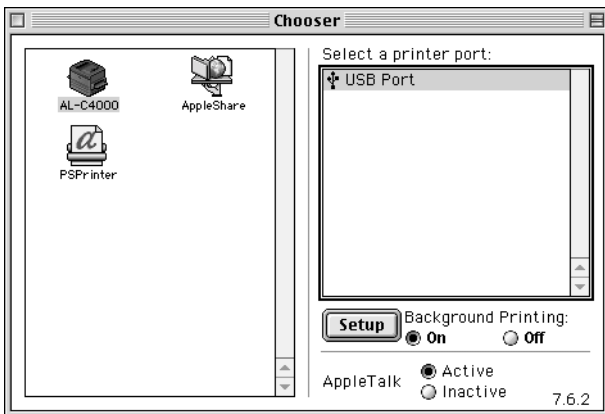 Chooser
AL-C4000
AppleShare
PSPrinter
Select a printer port:
USB Port
Setup
Background Printing:
On Off
AppleTalk
Active
Inactive
7.6.2